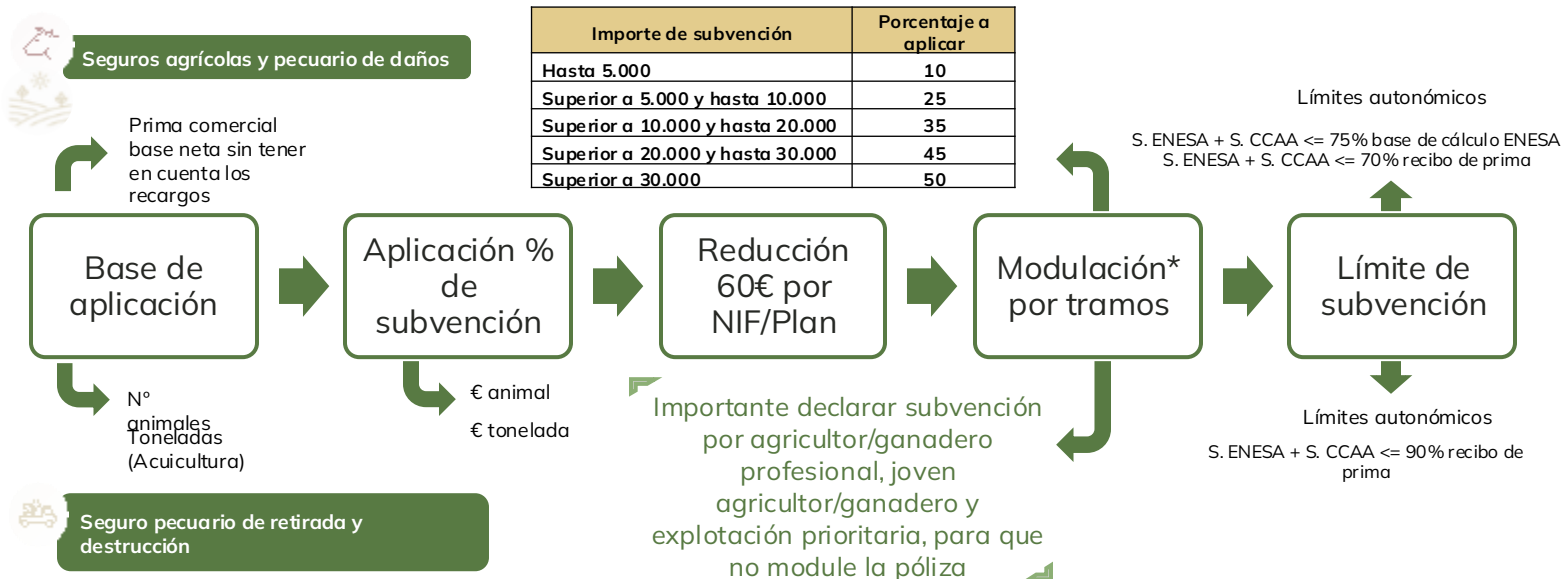 Seguros agrícolas y pecuario de daños
Importe de subvención
Porcentaje a
aplicar
Hasta 5.000
10
Superior a 5.000 y hasta 10.000
25
Superior a 10.000 y hasta 20.000
35
Superior a 20.000 y hasta 30.000
45
Superior a 30.000
50
Prima comercial
base neta sin tener
en cuenta los
recargos
Límites autonómicos
S. ENESA + S. CCAA <= 75% base de cálculo ENESA
S. ENESA + S. CCAA <= 70% recibo de prima
Base de
aplicación
Aplicación %
de
subvención
Reducción
60€ por
NIF/Plan
Modulación*
por tramos
Límite de
subvención
Nº
animales
Toneladas
(Acuicultura)
€ animal
€ tonelada
Importante declarar subvención
por agricultor/ganadero
profesional, joven
agricultor/ganadero y
explotación prioritaria, para que
no module la póliza
Límites autonómicos
S. ENESA + S. CCAA <= 90% recibo de
prima
Seguro pecuario de retirada y
destrucción